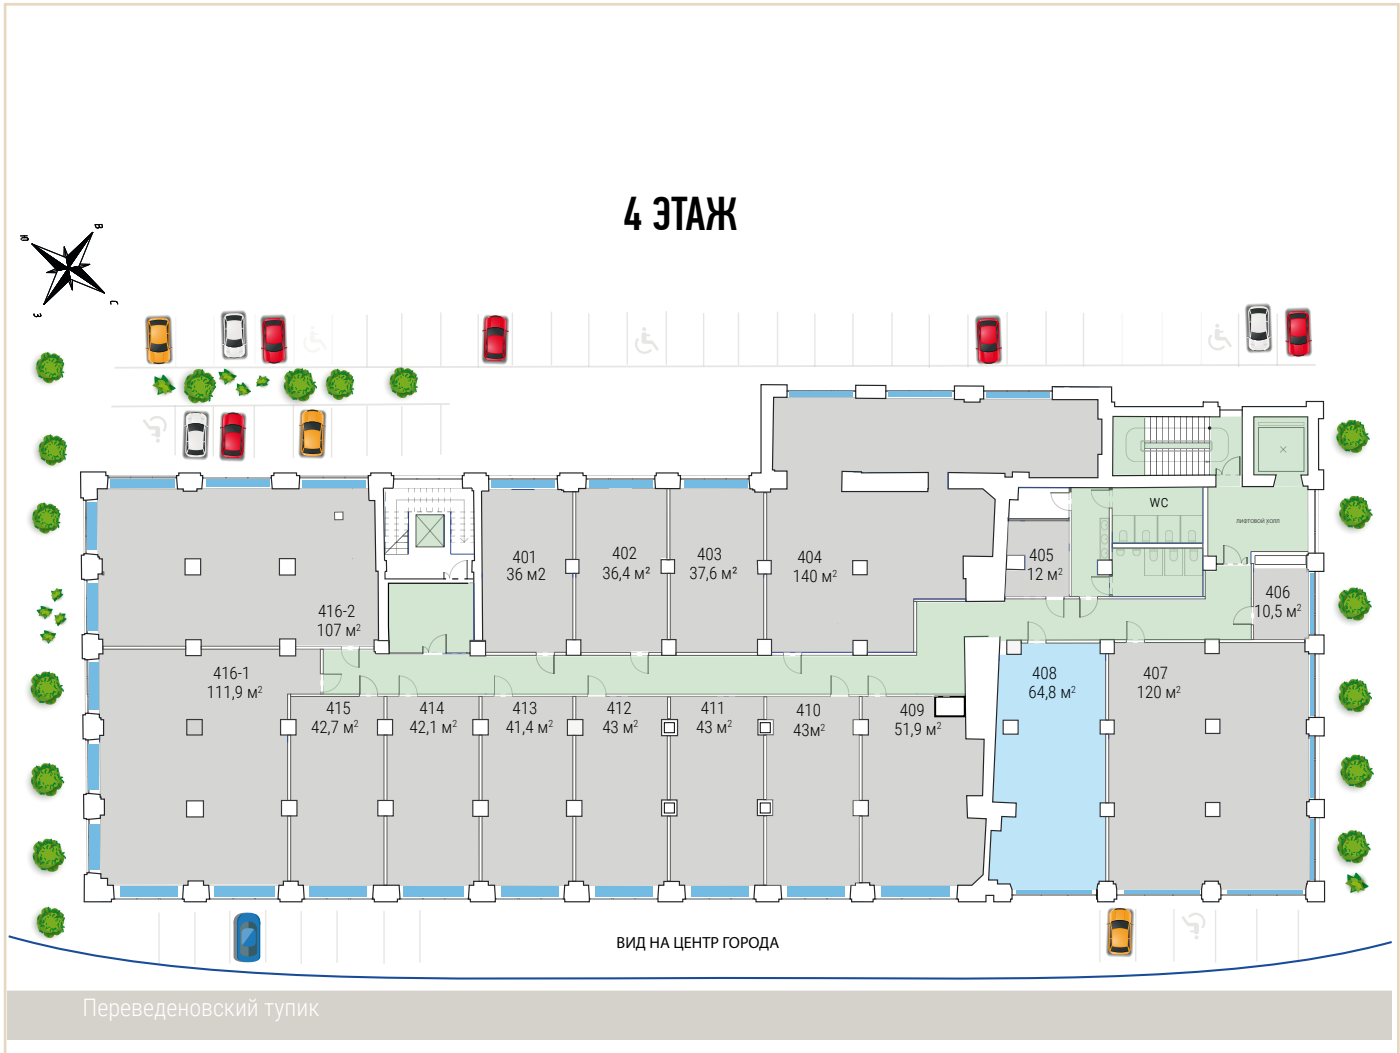 4 ЭТАЖ
В
Ю
С
З
WC
ЛИФТОВОЙ ХОЛЛ
401
36 м2
402
36,4 м²
403
37,6 м²
404
140 м²
405
12 м²
406
10,5 м²
416-2
107 м²
416-1
111,9 м²
415
42,7 м²
414
42,1 м²
413
41,4 м²
412
43 м²
411
43 м²
410
43м²
409
51,9 м²
408
64,8 м²
407
120 м²
ВИД НА ЦЕНТР ГОРОДА
Переведеновский тупик